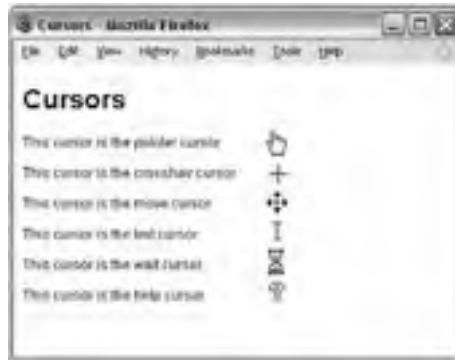 Cursors - Mozilla Firefox
File Edit View History Bookmarks Tools Help
Cursors
This cursor is the pointer cursor
This cursor is the crosshair cursor
This cursor is the move cursor
This cursor is the text cursor
This cursor is the wait cursor
This cursor is the help cursor